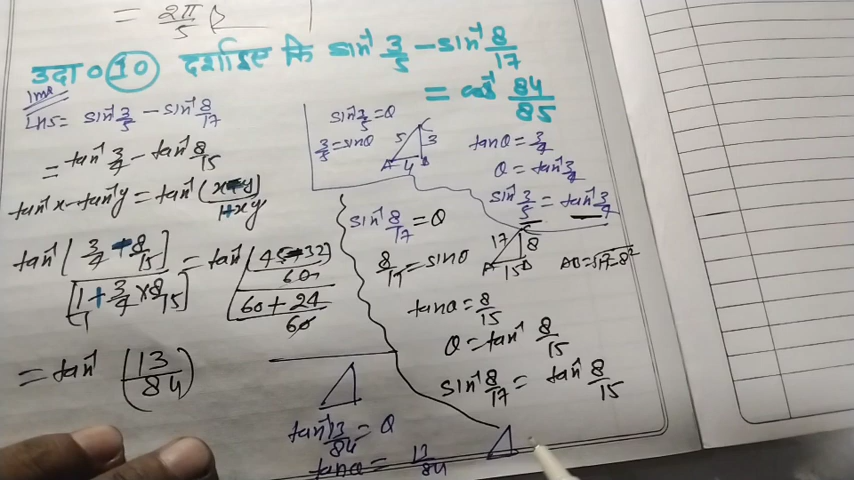 = 2π/5
उदा० 10 दर्शाइए कि sin⁻¹ 3/5 - sin⁻¹ 8/17
= cos⁻¹ 84/85
Imp
LHS = sin⁻¹ 3/5 - sin⁻¹ 8/17
= tan⁻¹ 3/4 - tan⁻¹ 8/15
tan⁻¹x - tan⁻¹y = tan⁻¹ (x-y)/1+xy
tan⁻¹ [3/4 - 8/15] / [1 + 3/4 × 8/15] = tan⁻¹ ((45-32)/60) / ((60+24)/60)
= tan⁻¹ (13/84)
sin⁻¹ 3/5 = θ
3/5 = sinθ
5 3
A 4 B C
tanθ = 3/4
θ = tan⁻¹ 3/4
sin⁻¹ 3/5 = tan⁻¹ 3/4
sin⁻¹ 8/17 = θ
8/17 = sinθ
17 8
A 15 B C
AB = √17²-8²
tanθ = 8/15
θ = tan⁻¹ 8/15
sin⁻¹ 8/17 = tan⁻¹ 8/15
tan⁻¹ 13/84 = θ
tanθ = 13/84